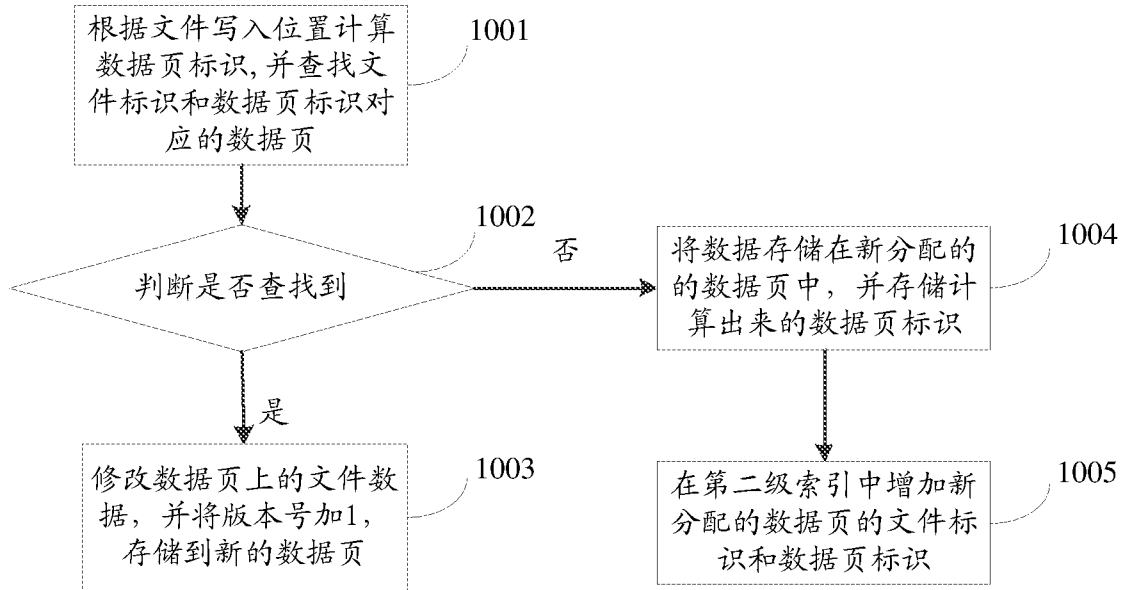 根据文件写入位置计算
数据页标识,并查找文
件标识和数据页标识对
应的数据页
1001
判断是否查找到
1002
否
是
修改数据页上的文件数
据，并将版本号加1，
存储到新的数据页
1003
将数据存储在新分配的
的数据页中，并存储计
算出来的数据页标识
1004
在第二级索引中增加新
分配的数据页的文件标
识和数据页标识
1005